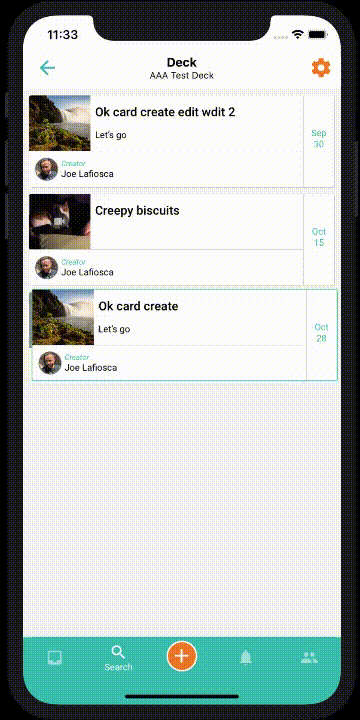 11:33
Deck
AAA Test Deck
Ok card create edit wdit 2
Let's go
Creator
Joe Lafiosca
Sep
30
Creepy biscuits
Creator
Joe Lafiosca
Oct
15
Ok card create
Let's go
Creator
Joe Lafiosca
Oct
28
Search